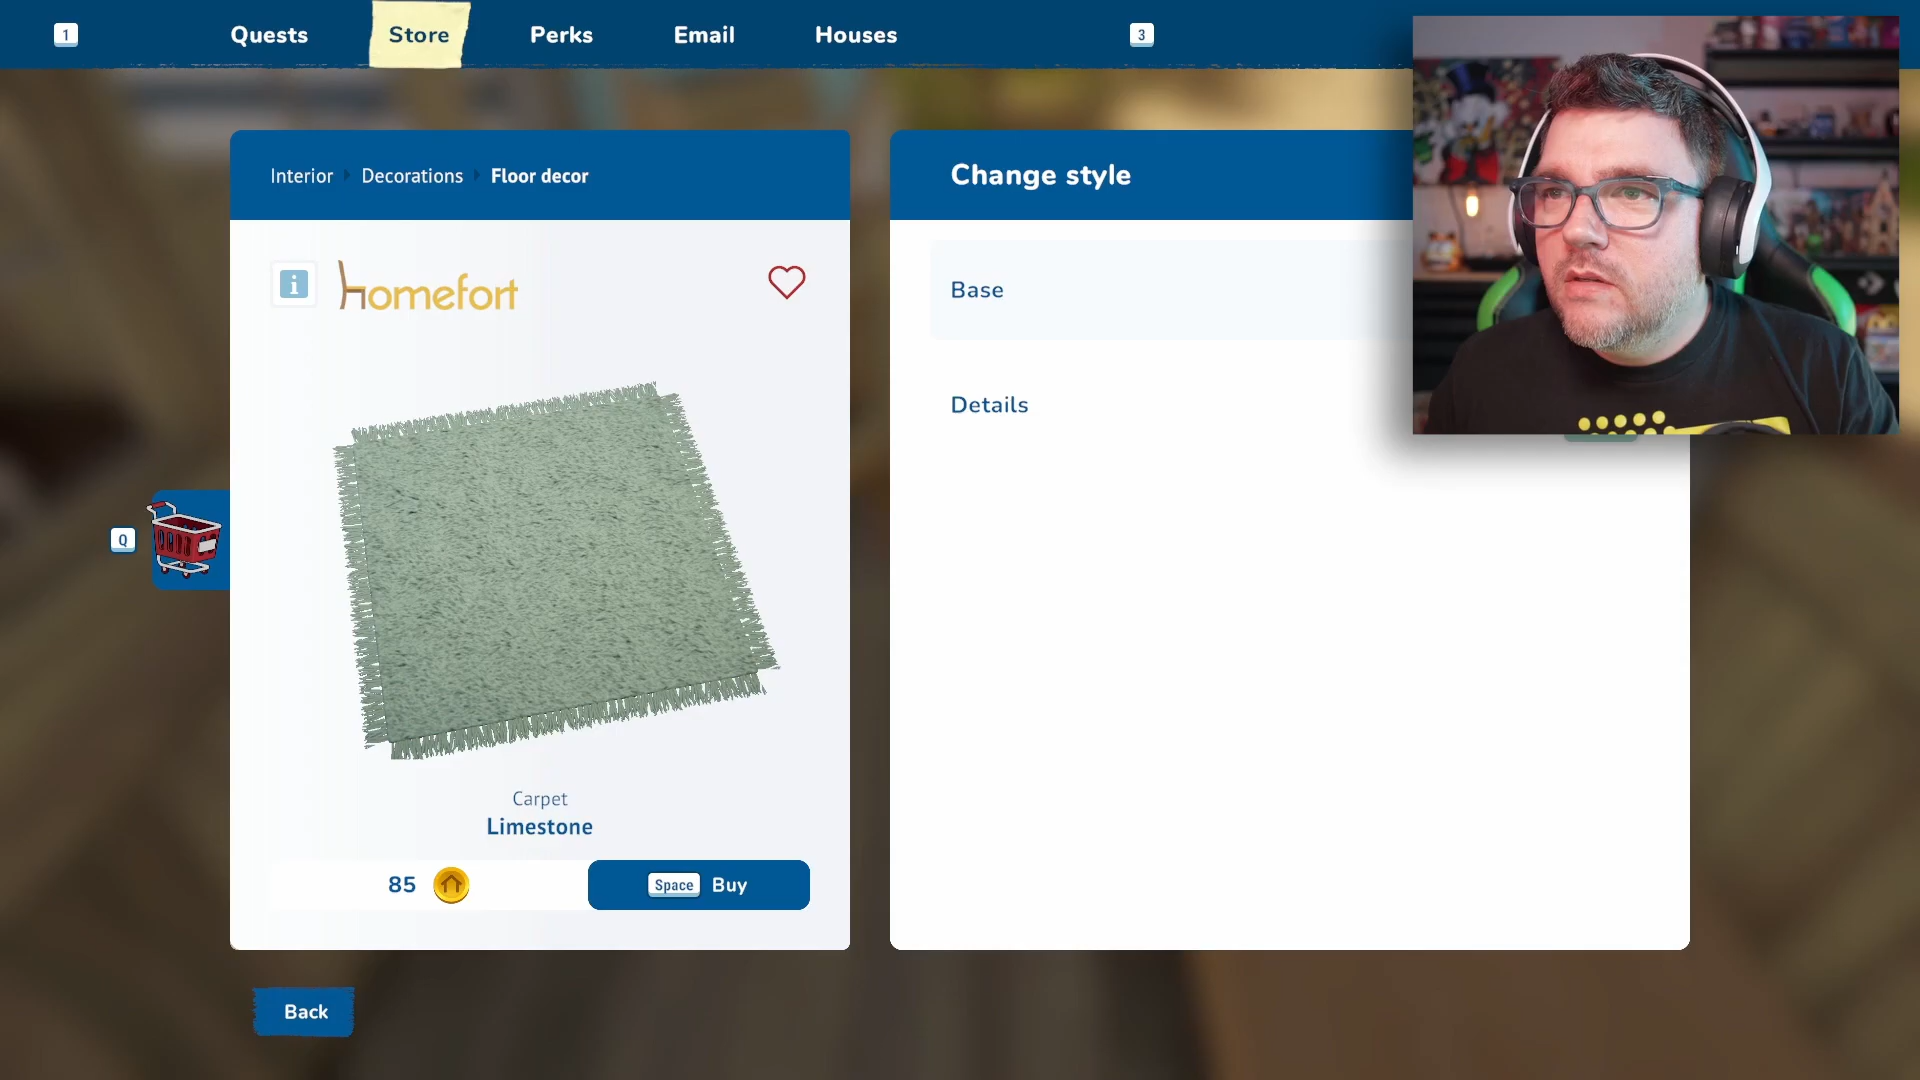 1
Quests
Store
Perks
Email
Houses
3
Interior
Decorations
Floor decor
Change style
i
homefort
Base
Details
Q
Carpet
Limestone
85
Space
Buy
Back